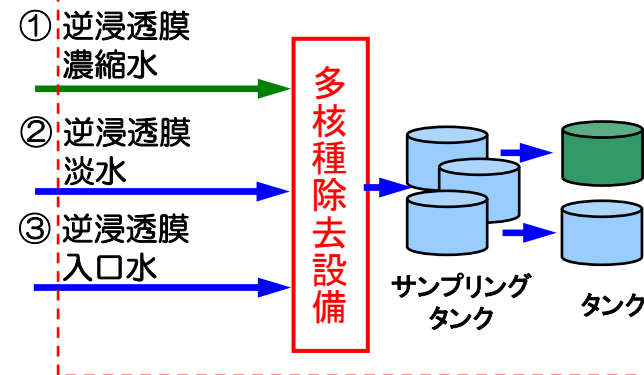 ① 逆浸透膜
濃縮水
② 逆浸透膜
淡水
③ 逆浸透膜
入口水
多核種除去設備
サンプリング
タンク
タンク